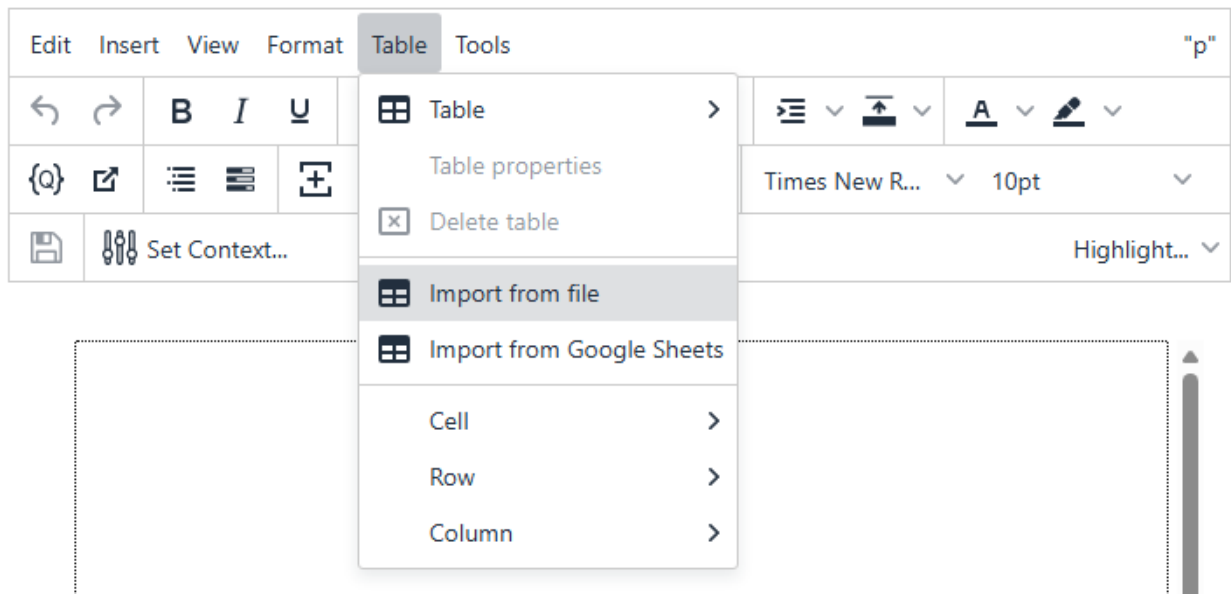 Edit Insert View Format Table Tools "p"
B I U Table A
Table properties
{Q} Times New R... 10pt
Delete table
Set Context... Highlight...
Import from file
Import from Google Sheets
Cell
Row
Column